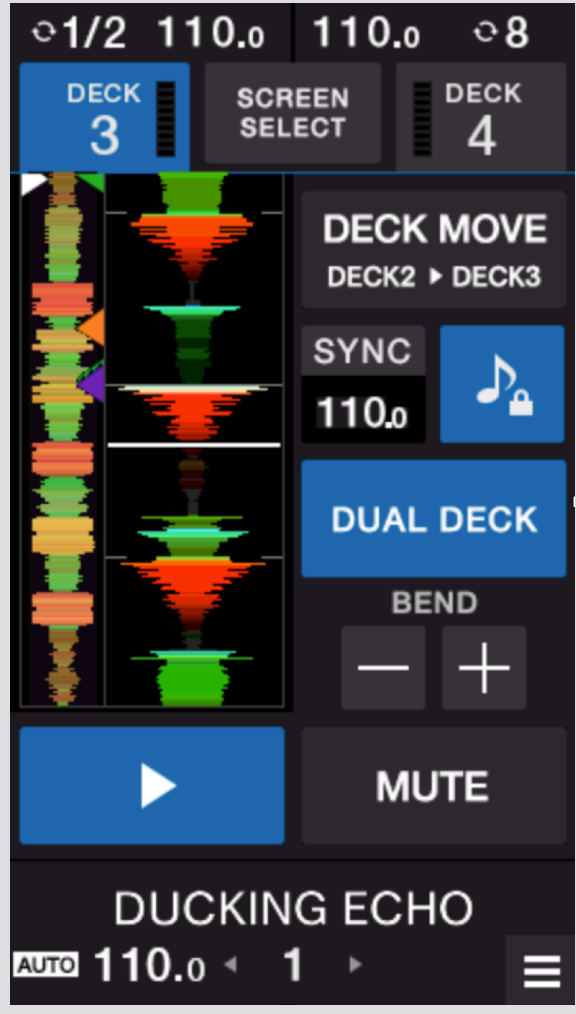 1/2 110.0 110.0 8
DECK 3
SCREEN SELECT
DECK 4
DECK MOVE
DECK2 ▶ DECK3
SYNC
110.0
DUAL DECK
BEND
MUTE
DUCKING ECHO
AUTO 110.0 ◀ 1 ▶